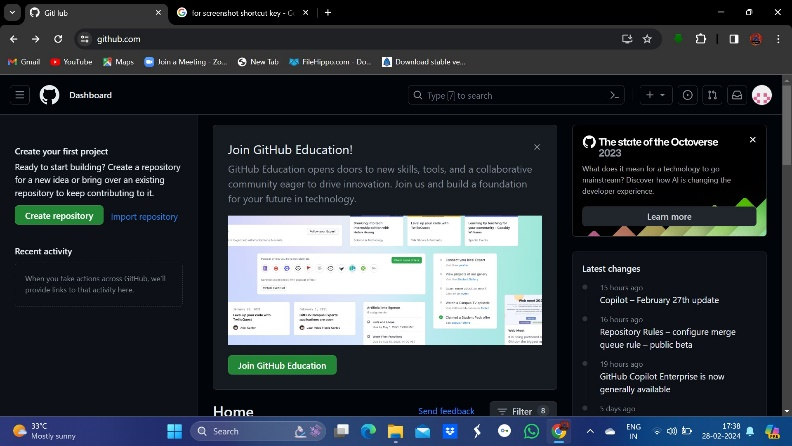 GitHub
for screenshot shortcut key - G
github.com
Gmail
YouTube
Maps
Join a Meeting - Zo...
New Tab
FileHippo.com - Do...
Download stable ve...
Dashboard
Type / to search
Create your first project
Ready to start building? Create a repository
for a new idea or bring over an existing
repository to keep contributing to it.
Create repository
Import repository
Recent activity
When you take actions across GitHub, we'll
provide links to that activity here.
Join GitHub Education!
GitHub Education opens doors to new skills, tools, and a collaborative
community eager to drive innovation. Join us and build a foundation
for your future in technology.
Join GitHub Education
Home
Send feedback
Filter 8
The state of the Octoverse
2023
What does it mean for a technology to go
mainstream? Discover how AI is changing the
developer experience.
Learn more
Latest changes
15 hours ago
Copilot – February 27th update
16 hours ago
Repository Rules – configure merge
queue rule – public beta
19 hours ago
GitHub Copilot Enterprise is now
generally available
5 days ago
33°C
Mostly sunny
Search
ENG
IN
17:38
28-02-2024